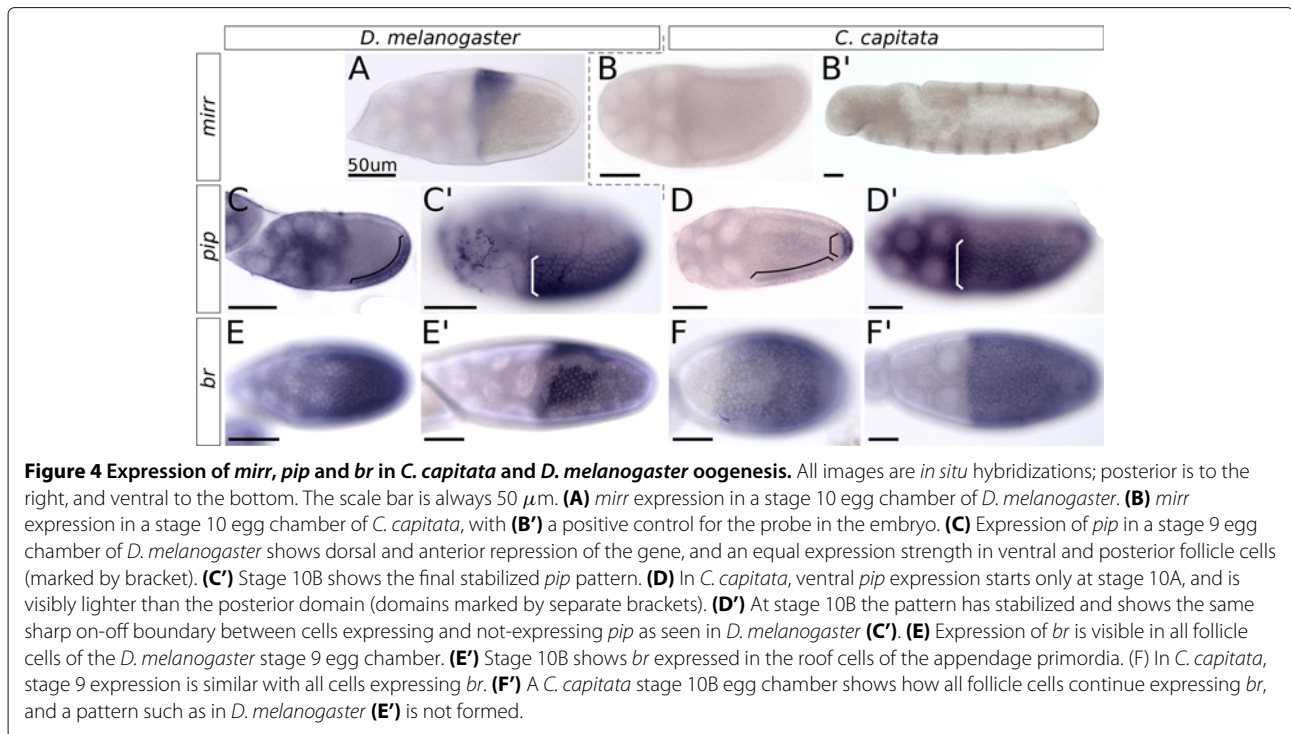 D. melanogaster
C. capitata
mirr
A
B
B'
50um
pip
C
C'
D
D'
br
E
E'
F
F'
Figure 4 Expression of mirr, pip and br in C. capitata and D. melanogaster oogenesis. All images are in situ hybridizations; posterior is to the
right, and ventral to the bottom. The scale bar is always 50 μm. (A) mirr expression in a stage 10 egg chamber of D. melanogaster. (B) mirr
expression in a stage 10 egg chamber of C. capitata, with (B') a positive control for the probe in the embryo. (C) Expression of pip in a stage 9 egg
chamber of D. melanogaster shows dorsal and anterior repression of the gene, and an equal expression strength in ventral and posterior follicle cells
(marked by bracket). (C') Stage 10B shows the final stabilized pip pattern. (D) In C. capitata, ventral pip expression starts only at stage 10A, and is
visibly lighter than the posterior domain (domains marked by separate brackets). (D') At stage 10B the pattern has stabilized and shows the same
sharp on-off boundary between cells expressing and not-expressing pip as seen in D. melanogaster (C'). (E) Expression of br is visible in all follicle
cells of the D. melanogaster stage 9 egg chamber. (E') Stage 10B shows br expressed in the roof cells of the appendage primordia. (F) In C. capitata,
stage 9 expression is similar with all cells expressing br. (F') A C. capitata stage 10B egg chamber shows how all follicle cells continue expressing br,
and a pattern such as in D. melanogaster (E') is not formed.